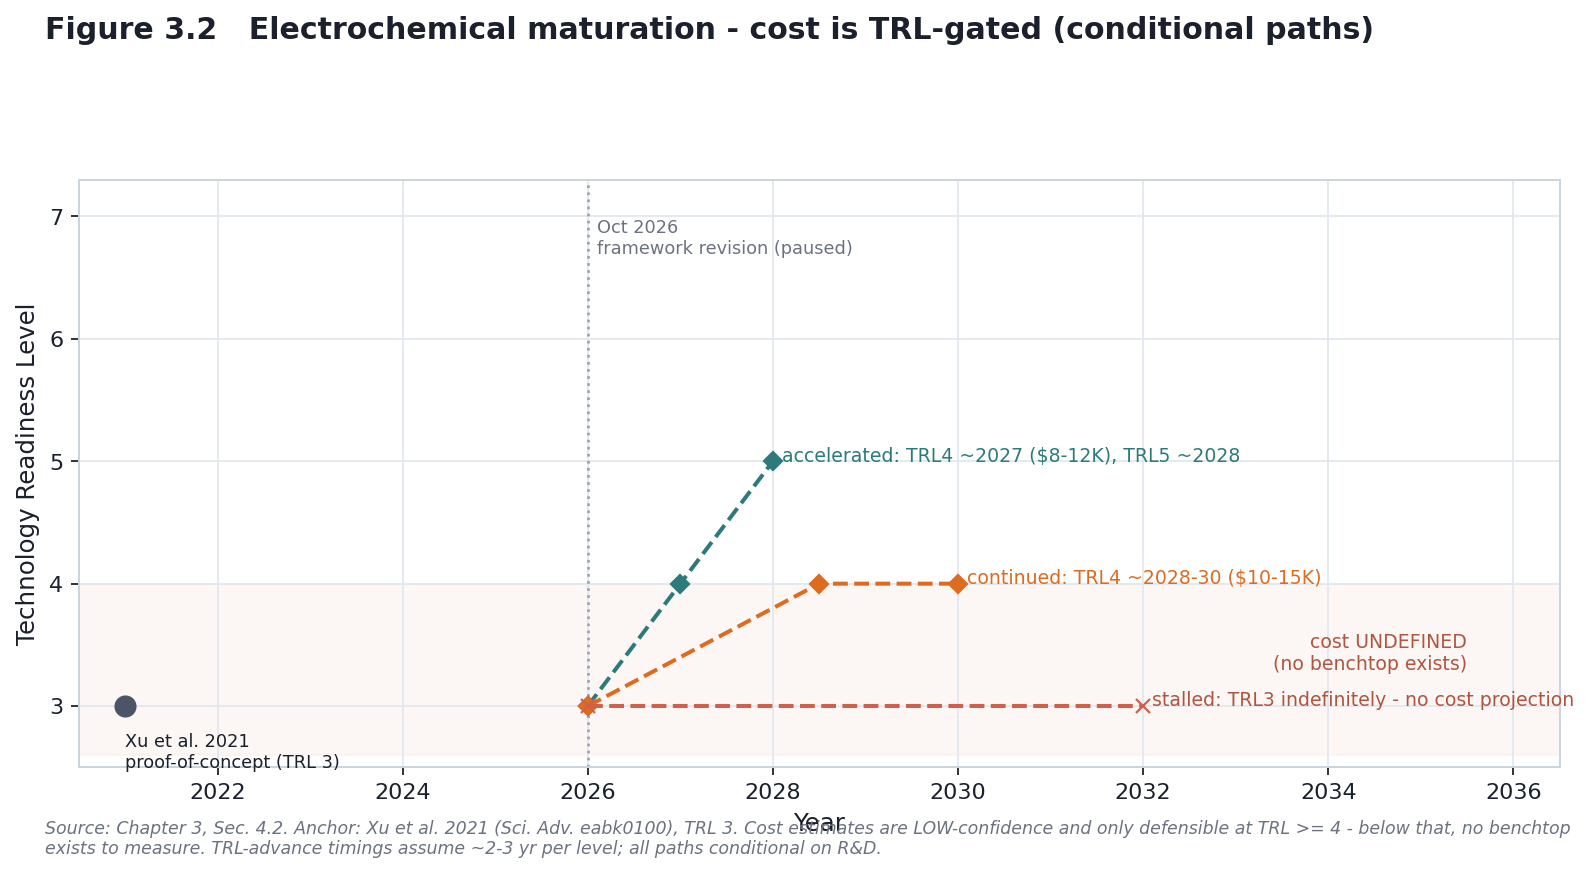 Figure 3.2   Electrochemical maturation - cost is TRL-gated (conditional paths)
Technology Readiness Level
7
6
5
4
3
Oct 2026
framework revision (paused)
accelerated: TRL4 ~2027 ($8-12K), TRL5 ~2028
continued: TRL4 ~2028-30 ($10-15K)
cost UNDEFINED
(no benchtop exists)
stalled: TRL3 indefinitely - no cost projection
Xu et al. 2021
proof-of-concept (TRL 3)
2022 2024 2026 2028 2030 2032 2034 2036
Year
Source: Chapter 3, Sec. 4.2. Anchor: Xu et al. 2021 (Sci. Adv. eabk0100), TRL 3. Cost estimates are LOW-confidence and only defensible at TRL >= 4 - below that, no benchtop
exists to measure. TRL-advance timings assume ~2-3 yr per level; all paths conditional on R&D.